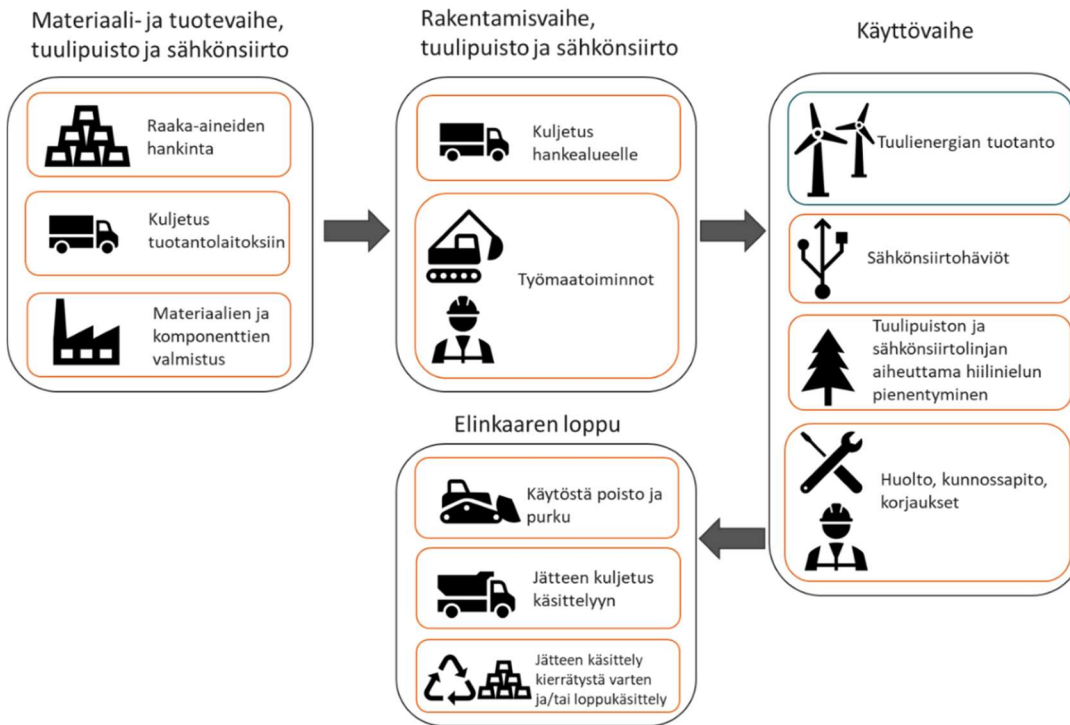 Materiaali- ja tuotevaihe,
tuulipuisto ja sähkönsiirto
Raaka-aineiden
hankinta
Kuljetus
tuotantolaitoksiin
Materiaalien ja
komponenttien
valmistus
Rakentamisvaihe,
tuulipuisto ja sähkönsiirto
Kuljetus
hankealueelle
Työmaatoiminnot
Käyttövaihe
Tuulienergian tuotanto
Sähkönsiirtohäviöt
Tuulipuiston ja
sähkönsiirtolinjan
aiheuttama hiilinielun
pienentyminen
Huolto, kunnossapito,
korjaukset
Elinkaaren loppu
Käytöstä poisto ja
purku
Jätteen kuljetus
käsittelyyn
Jätteen käsittely
kierrätystä varten
ja/tai loppukäsittely